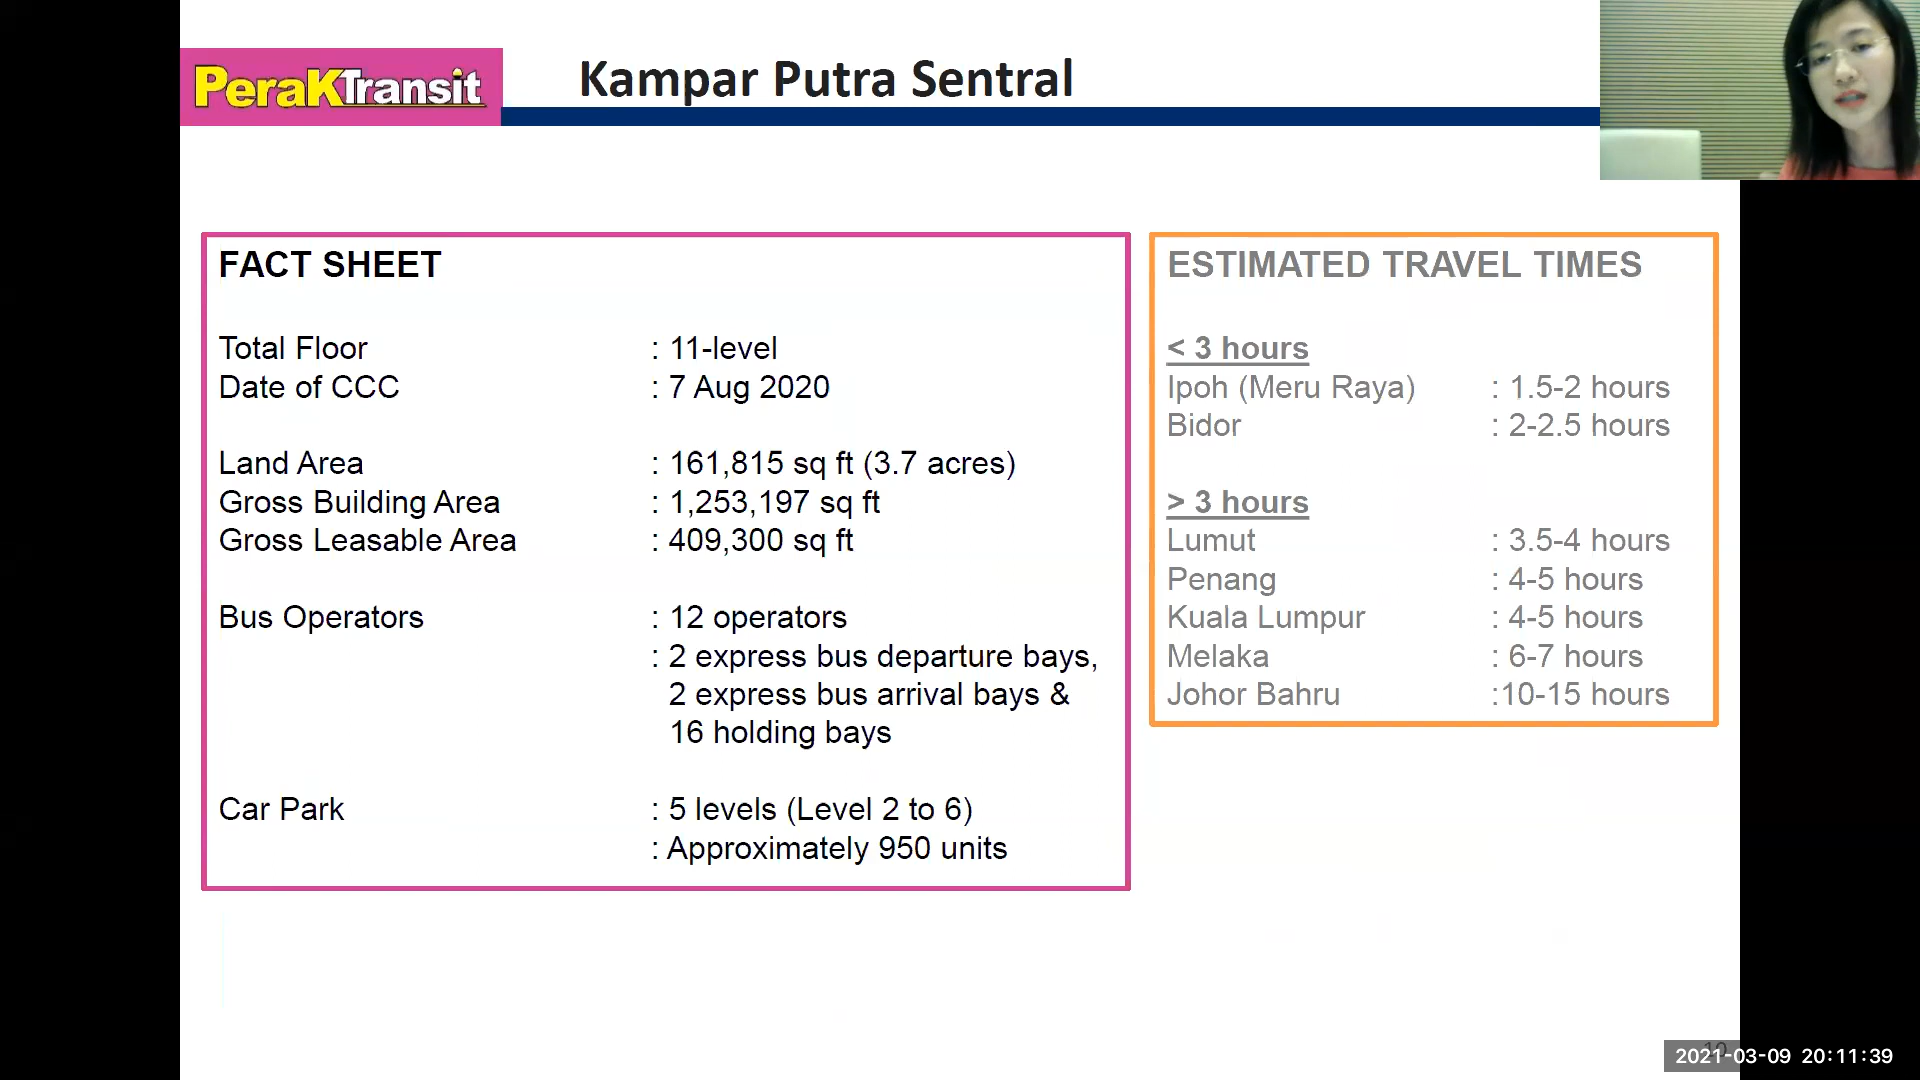 PeraKTransit
Kampar Putra Sentral
FACT SHEET
Total Floor : 11-level
Date of CCC : 7 Aug 2020
Land Area : 161,815 sq ft (3.7 acres)
Gross Building Area : 1,253,197 sq ft
Gross Leasable Area : 409,300 sq ft
Bus Operators : 12 operators
: 2 express bus departure bays,
2 express bus arrival bays &
16 holding bays
Car Park : 5 levels (Level 2 to 6)
: Approximately 950 units
ESTIMATED TRAVEL TIMES
< 3 hours
Ipoh (Meru Raya) : 1.5-2 hours
Bidor : 2-2.5 hours
> 3 hours
Lumut : 3.5-4 hours
Penang : 4-5 hours
Kuala Lumpur : 4-5 hours
Melaka : 6-7 hours
Johor Bahru :10-15 hours
2021-03-09 20:11:39